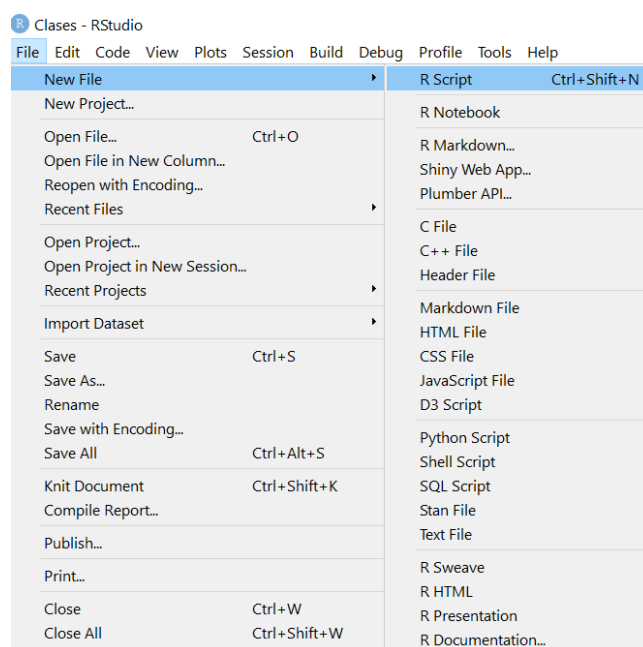 R Clases - RStudio
File Edit Code View Plots Session Build Debug Profile Tools Help
New File
New Project...
Open File... Ctrl+O
Open File in New Column...
Reopen with Encoding...
Recent Files
Open Project...
Open Project in New Session...
Recent Projects
Import Dataset
Save Ctrl+S
Save As...
Rename
Save with Encoding...
Save All Ctrl+Alt+S
Knit Document Ctrl+Shift+K
Compile Report...
Publish...
Print...
Close Ctrl+W
Close All Ctrl+Shift+W
R Script Ctrl+Shift+N
R Notebook
R Markdown...
Shiny Web App...
Plumber API...
C File
C++ File
Header File
Markdown File
HTML File
CSS File
JavaScript File
D3 Script
Python Script
Shell Script
SQL Script
Stan File
Text File
R Sweave
R HTML
R Presentation
R Documentation...